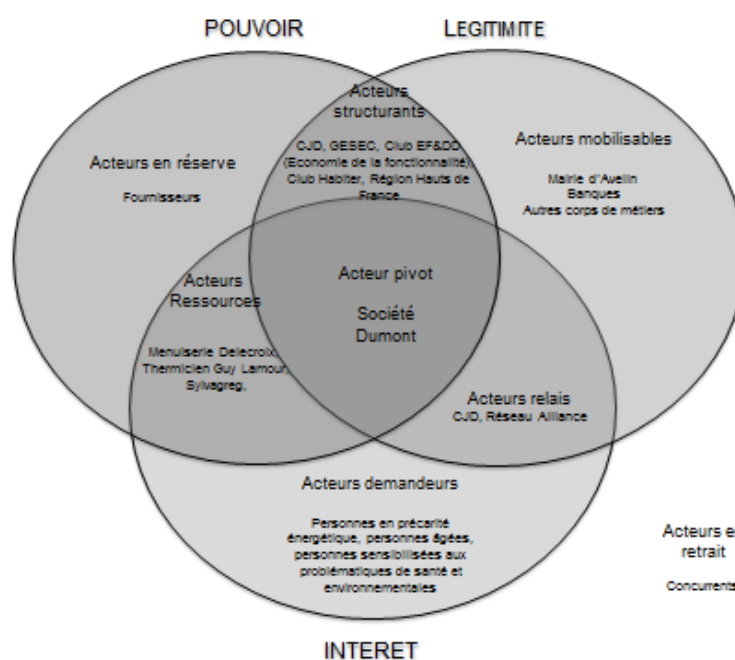 POUVOIR
LEGITIMITE
Acteurs
structurants
CJD, GESEC, Club EF&DD
(Economie de la fonctionnalité),
Club Habiter, Région Hauts de
France
Acteurs en réserve
Fournisseurs
Acteurs mobilisables
Mairie d'Avelin
Banques
Autres corps de métiers
Acteurs
Ressources
Menuiserie Delecroix,
Thermicien Guy Lamour,
Sylvagreg,
Acteur pivot
Société
Dumont
Acteurs relais
CJD, Réseau Alliance
Acteurs demandeurs
Personnes en précarité
énergétique, personnes âgées,
personnes sensibilisées aux
problématiques de santé et
environnementales
Acteurs e
retrait
Concurrents
INTERET